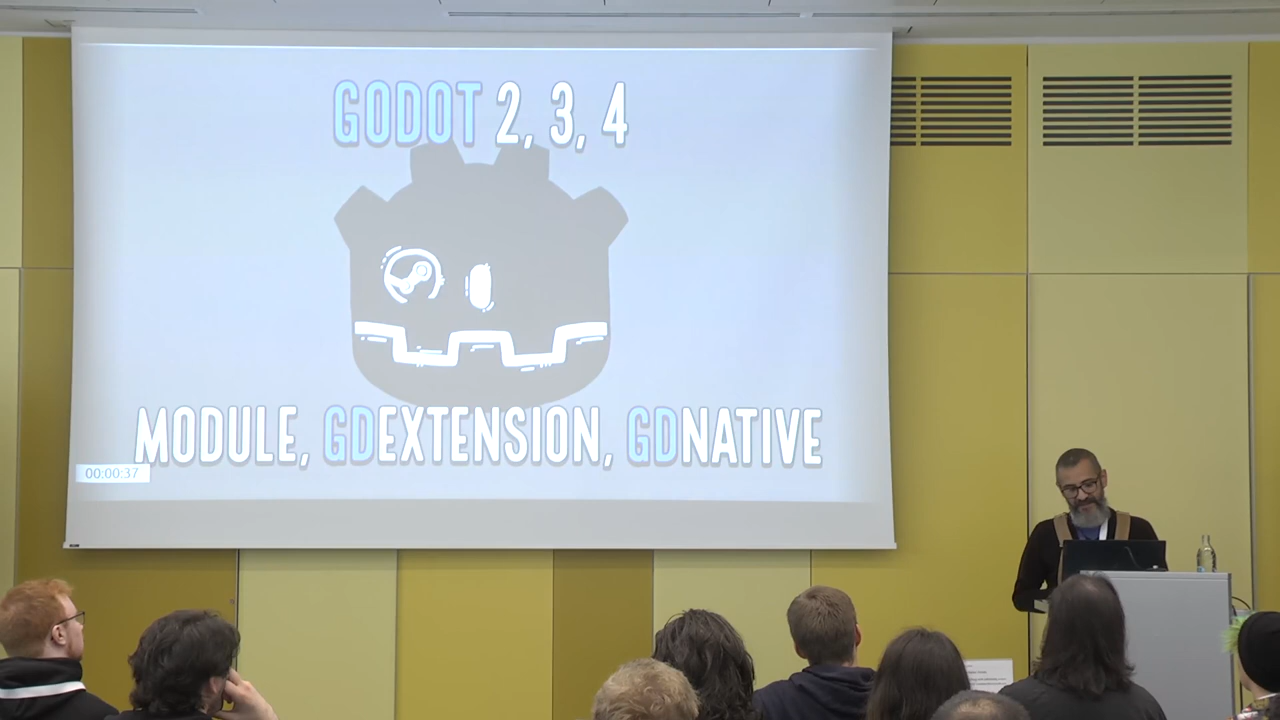 GODOT 2, 3, 4
MODULE, GDEXTENSION, GDNATIVE
00:00:37